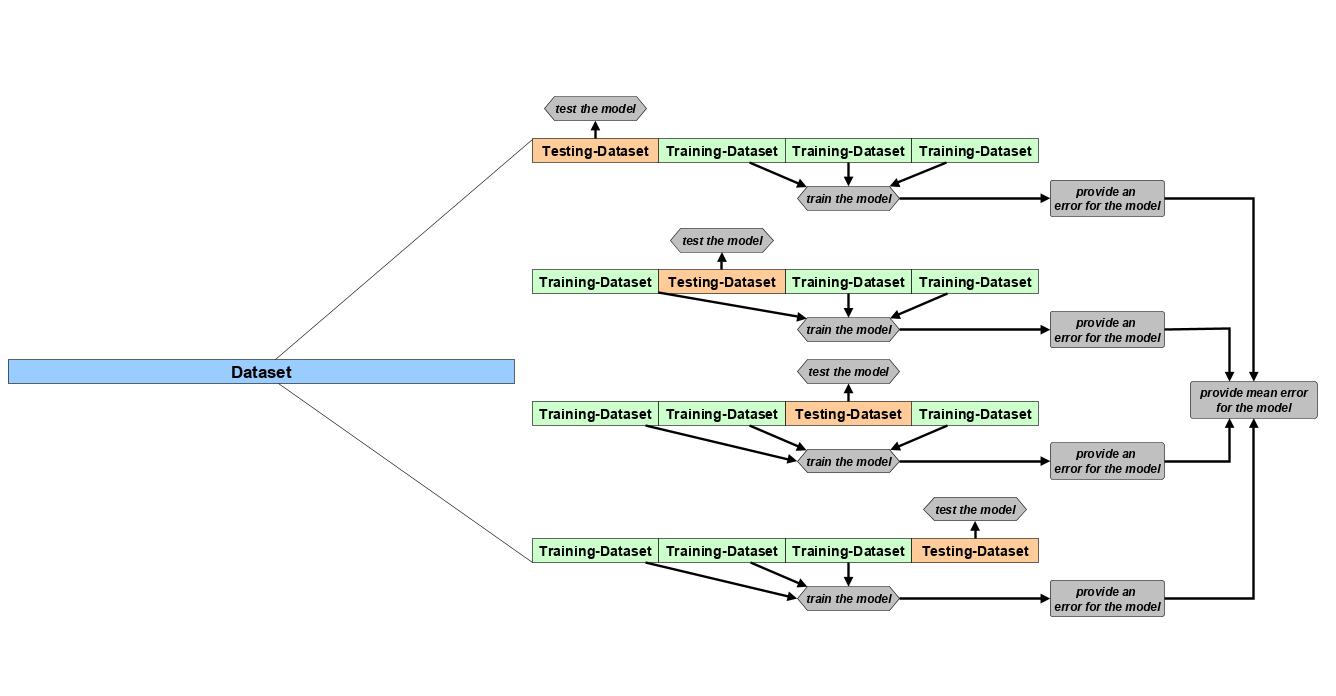 test the model
Testing-Dataset Training-Dataset Training-Dataset Training-Dataset
train the model
provide an
error for the model
test the model
Training-Dataset Testing-Dataset Training-Dataset Training-Dataset
train the model
provide an
error for the model
Dataset
test the model
provide mean error
for the model
Training-Dataset Training-Dataset Testing-Dataset Training-Dataset
train the model
provide an
error for the model
test the model
Training-Dataset Training-Dataset Training-Dataset Testing-Dataset
train the model
provide an
error for the model